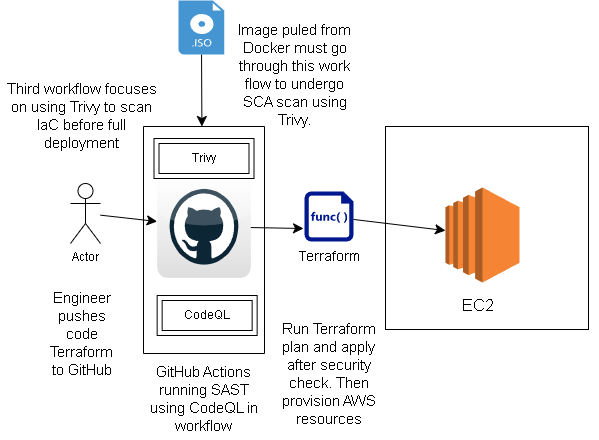 .ISO
Image puled from
Docker must go
through this work
flow to undergo
SCA scan using
Trivy.
Third workflow focuses
on using Trivy to scan
IaC before full
deployment
Trivy
func( )
Actor
Terraform
EC2
CodeQL
Engineer
pushes
code
Terraform
to GitHub
GitHub Actions
running SAST
using CodeQL in
workflow
Run Terraform
plan and apply
after security
check. Then
provision AWS
resources